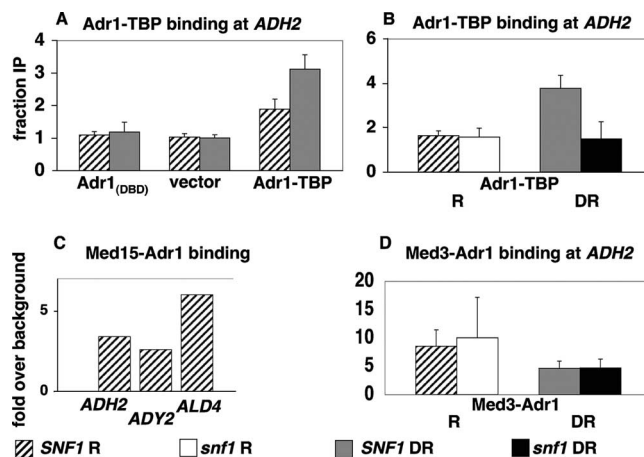 A Adr1-TBP binding at ADH2
fraction IP
4
3
2
1
0
Adr1(DBD) vector Adr1-TBP
B Adr1-TBP binding at ADH2
6
4
2
0
Adr1-TBP
R DR
C Med15-Adr1 binding
fold over background
5
0
ADH2 ADY2 ALD4
D Med3-Adr1 binding at ADH2
20
15
10
5
0
Med3-Adr1
R DR
SNF1 R snf1 R SNF1 DR snf1 DR